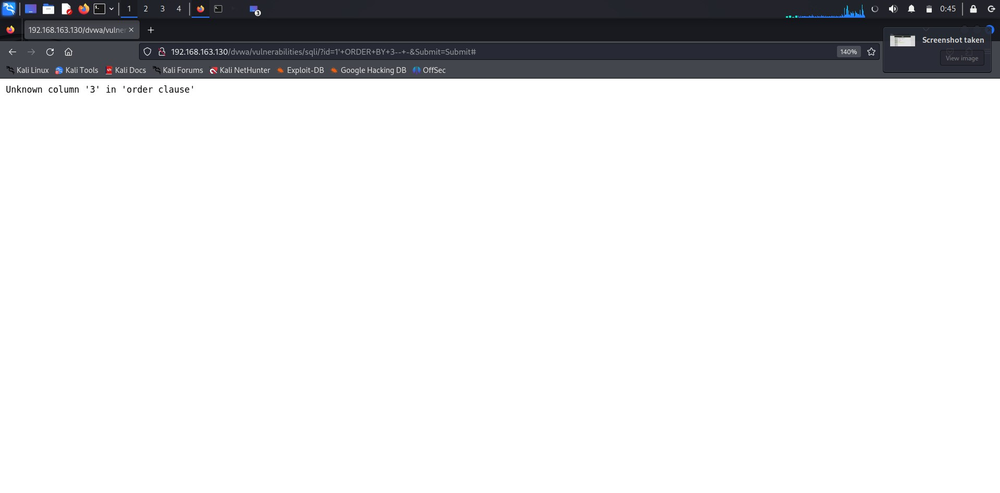 1 2 3 4 3 0:45
192.168.163.130/dvwa/vulner
192.168.163.130/dvwa/vulnerabilities/sqli/?id=1'+ORDER+BY+3--+-&Submit=Submit# 140%
Screenshot taken
View image
Kali Linux Kali Tools Kali Docs Kali Forums Kali NetHunter Exploit-DB Google Hacking DB OffSec
Unknown column '3' in 'order clause'